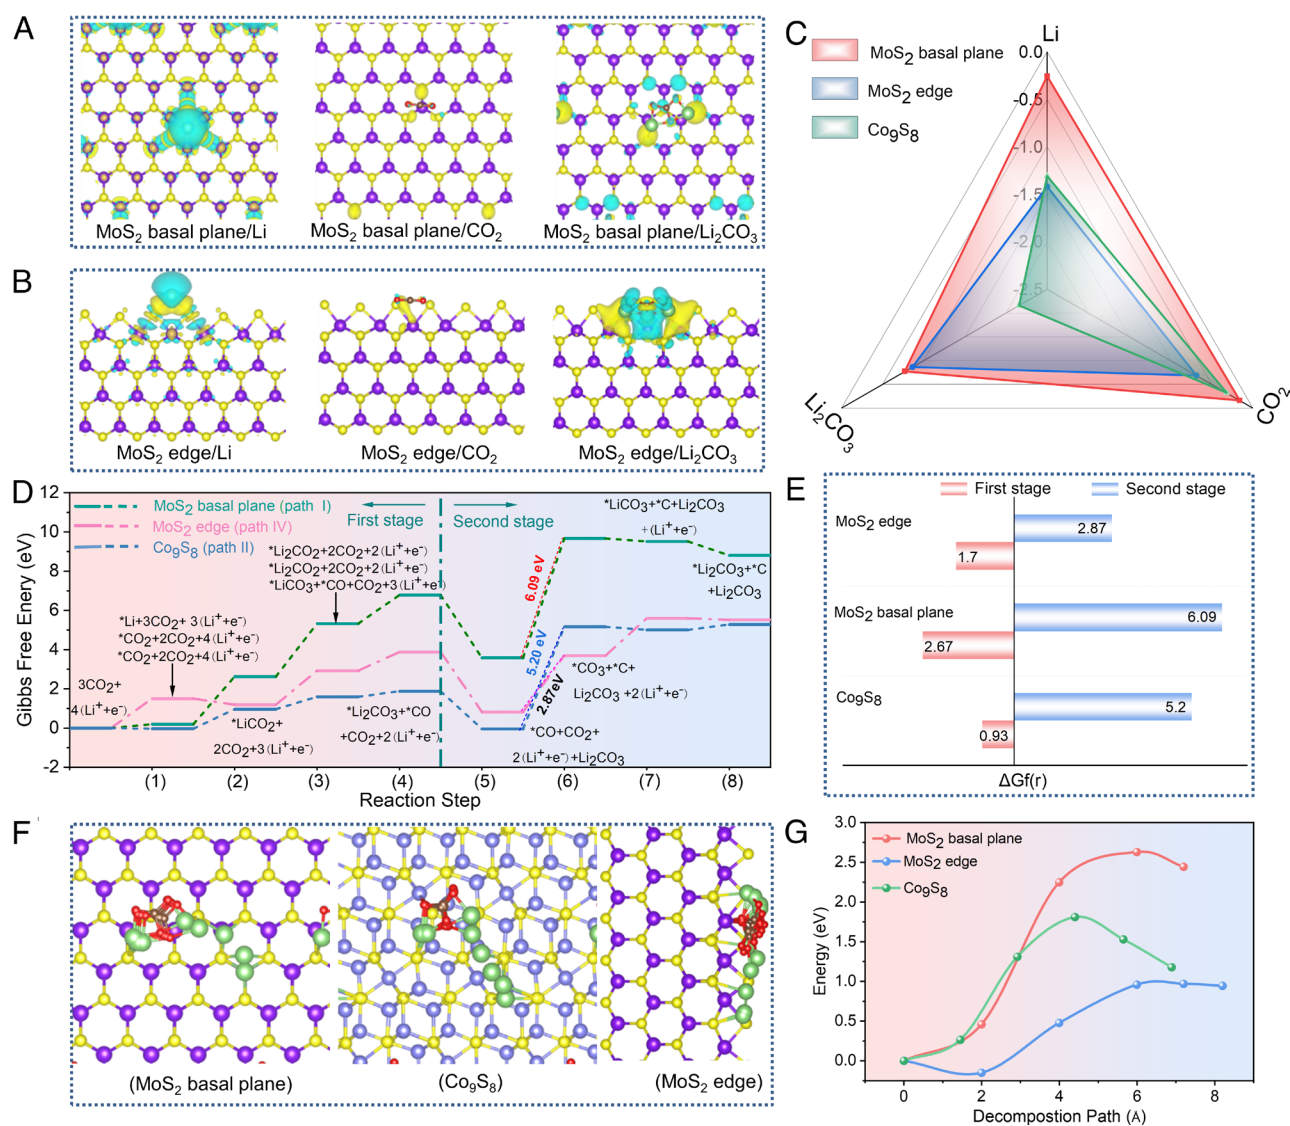 A
MoS2 basal plane/Li
MoS2 basal plane/CO2
MoS2 basal plane/Li2CO3
B
MoS2 edge/Li
MoS2 edge/CO2
MoS2 edge/Li2CO3
C
MoS2 basal plane
MoS2 edge
Co9S8
Li
0.0
-0.5
-1.0
-1.5
-2.0
-2.5
Li2CO3
CO2
D
Gibbs Free Enery (eV)
12
10
8
6
4
2
0
-2
MoS2 basal plane (path I)
MoS2 edge (path IV)
Co9S8 (path II)
First stage
Second stage
3CO2+
4(Li++e-)
*Li+3CO2+ 3(Li++e-)
*CO2+2CO2+4(Li++e-)
*CO2+2CO2+4(Li++e-)
*LiCO2+
2CO2+3(Li++e-)
*Li2CO2+2CO2+2(Li++e-)
*Li2CO2+2CO2+2(Li++e-)
*LiCO3+*CO+CO2+3(Li++e-
*Li2CO3+*CO
+CO2+2(Li++e-)
*CO+CO2+
2(Li++e-)+Li2CO3
6.09 eV
5.20 eV
2.87eV
*CO3+*C+
Li2CO3 +2(Li++e-)
*LiCO3+*C+Li2CO3
+(Li++e-)
*Li2CO3+*C
+Li2CO3
(1)
(2)
(3)
(4)
(5)
(6)
(7)
(8)
Reaction Step
E
First stage
Second stage
MoS2 edge
2.87
1.7
MoS2 basal plane
6.09
2.67
Co9S8
5.2
0.93
ΔGf(r)
F
(MoS2 basal plane)
(Co9S8)
(MoS2 edge)
G
Energy (eV)
3.0
2.5
2.0
1.5
1.0
0.5
0.0
MoS2 basal plane
MoS2 edge
Co9S8
0
2
4
6
8
Decompostion Path (A)